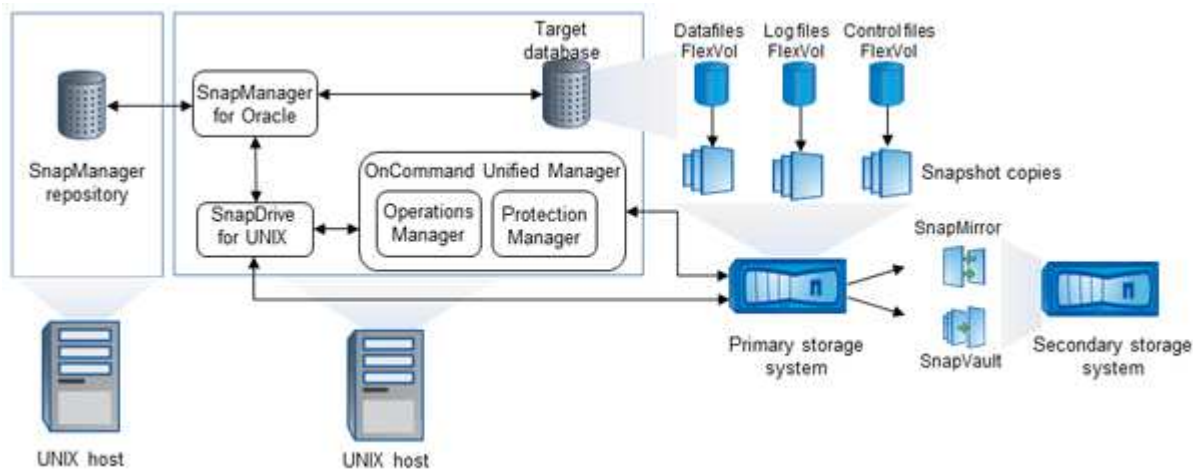 Target
database
Datafiles
FlexVol
Log files
FlexVol
Control files
FlexVol
SnapManager
for Oracle
SnapManager
repository
OnCommand Unified Manager
Snapshot copies
SnapDrive
for UNIX
Operations
Manager
Protection
Manager
SnapMirror
Primary storage
system
SnapVault
Secondary storage
system
UNIX host
UNIX host